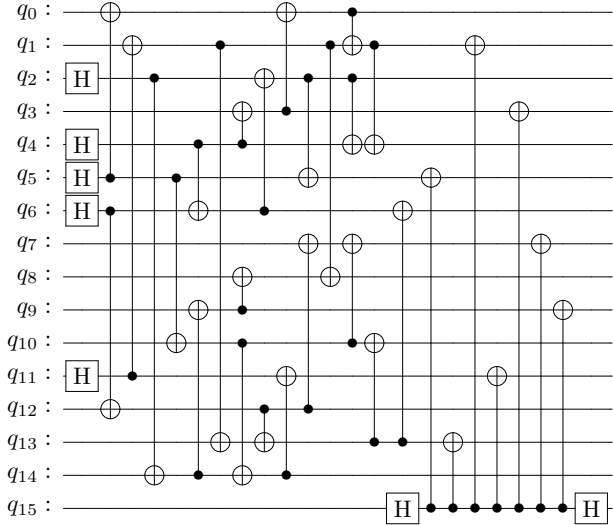 q0 :
q1 :
q2 : H
q3 :
q4 : H
q5 : H
q6 : H
q7 :
q8 :
q9 :
q10 :
q11 : H
q12 :
q13 :
q14 :
q15 : H H